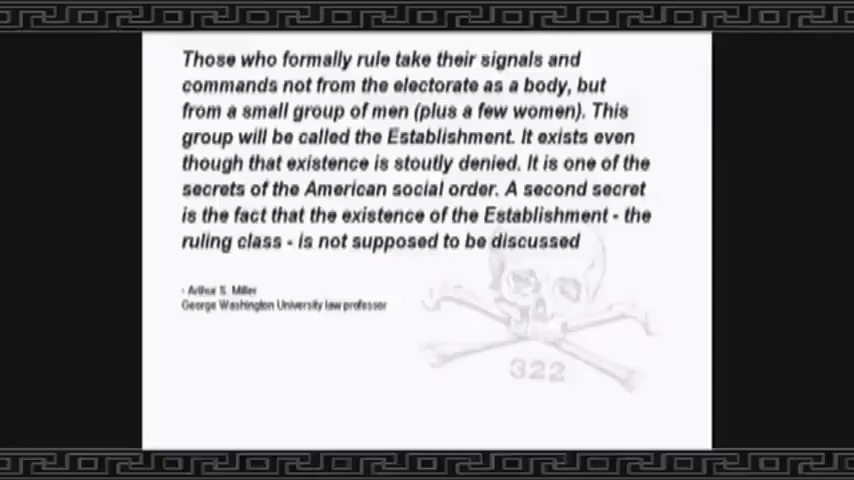 Those who formally rule take their signals and
commands not from the electorate as a body, but
from a small group of men (plus a few women). This
group will be called the Establishment. It exists even
though that existence is stoutly denied. It is one of the
secrets of the American social order. A second secret
is the fact that the existence of the Establishment - the
ruling class - is not supposed to be discussed
- Arthur S. Miller
George Washington University law professor
322